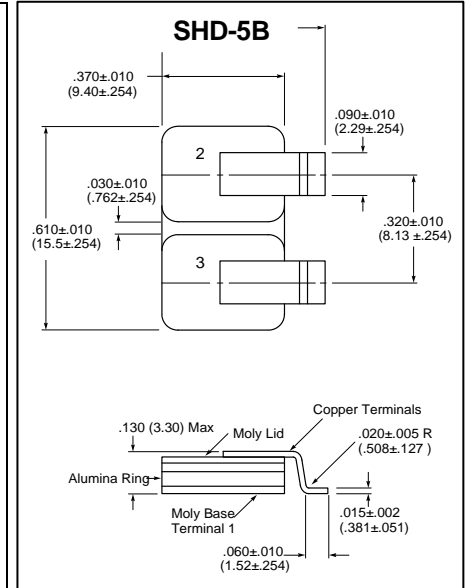 SHD-5B
.370±.010
(9.40±.254)
.090±.010
(2.29±.254)
2
.030±.010
(.762±.254)
.320±.010
(8.13 ±.254)
.610±.010
(15.5±.254)
3
Copper Terminals
.130 (3.30) Max
Moly Lid
.020±.005 R
(.508±.127 )
Alumina Ring
Moly Base
Terminal 1
.015±.002
(.381±.051)
.060±.010
(1.52±.254)